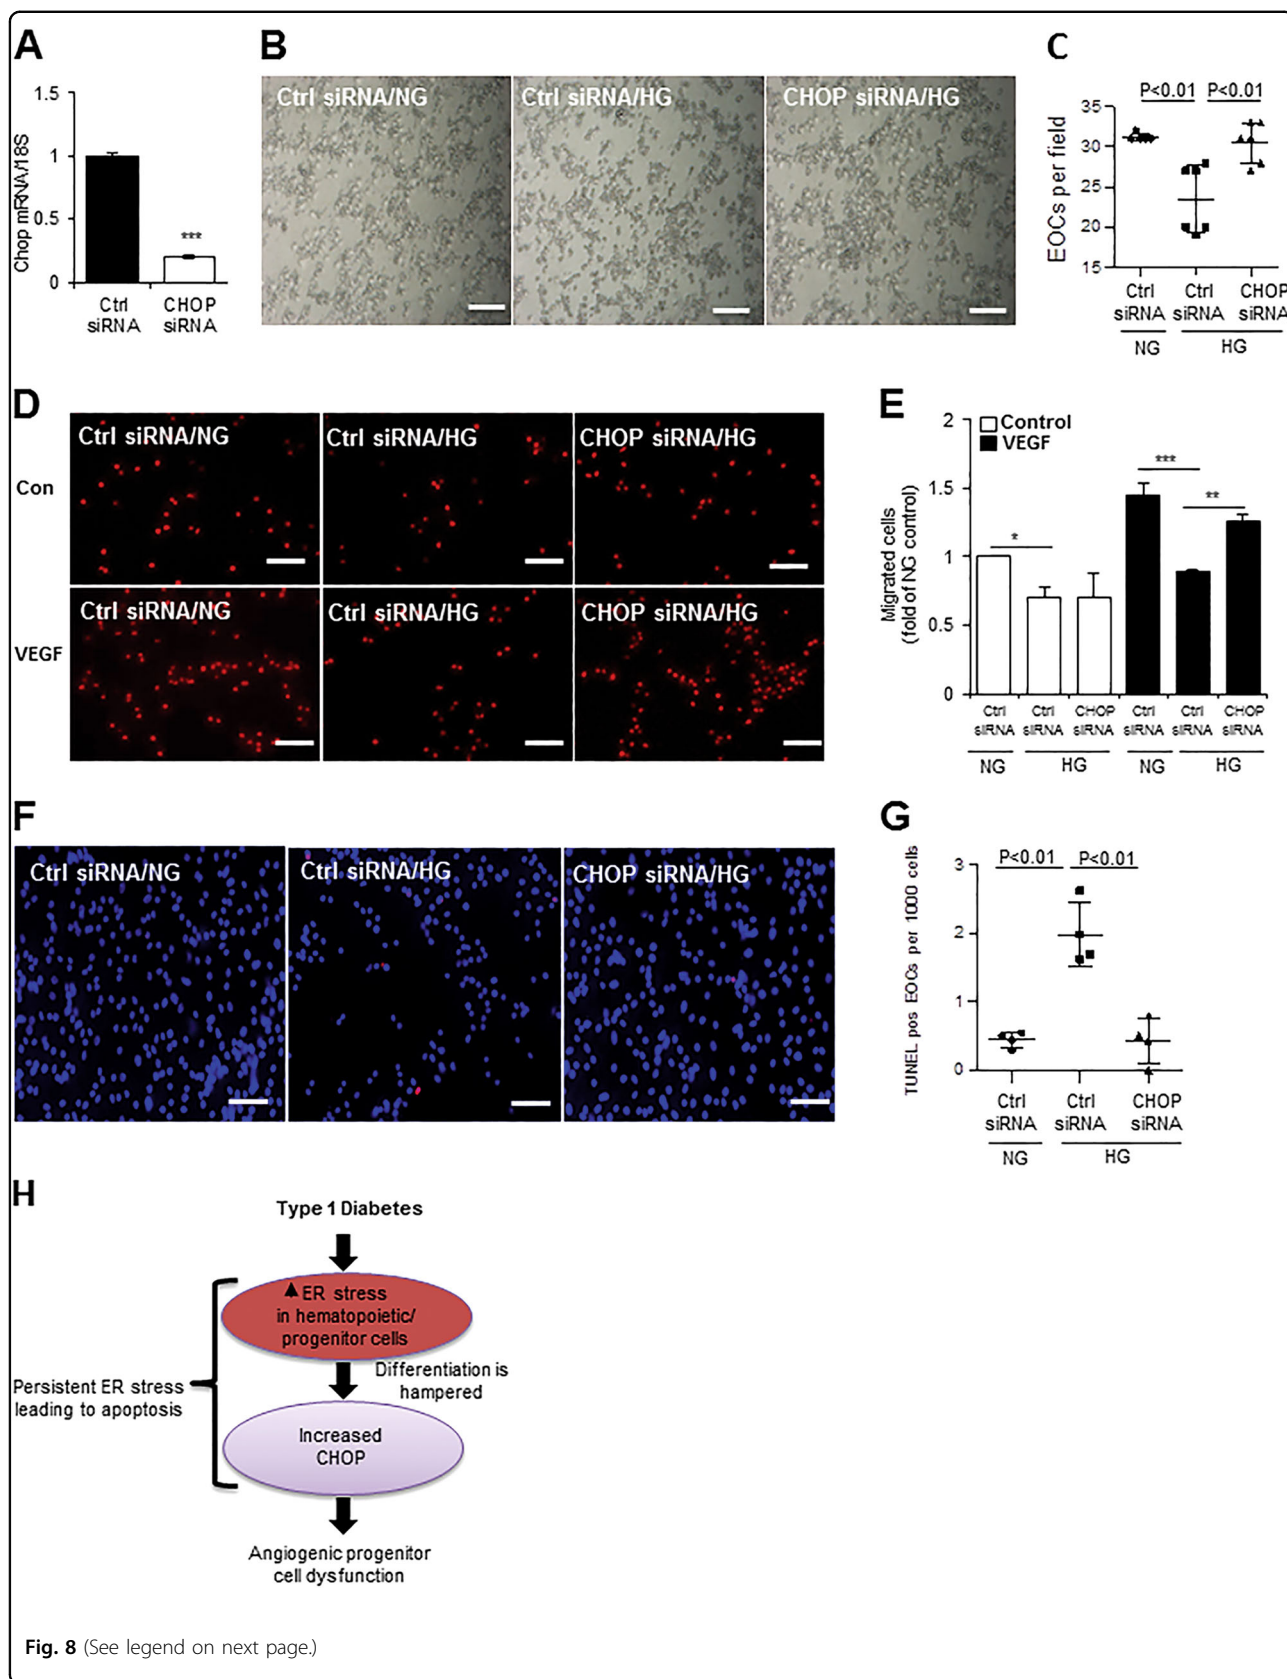 A
1.5
1
0.5
0
Chop mRNA/18S
***
Ctrl
siRNA
CHOP
siRNA
B
Ctrl siRNA/NG
Ctrl siRNA/HG
CHOP siRNA/HG
C
P<0.01
P<0.01
35
30
25
20
15
EOCs per field
Ctrl
siRNA
Ctrl
siRNA
CHOP
siRNA
NG
HG
D
Con
Ctrl siRNA/NG
Ctrl siRNA/HG
CHOP siRNA/HG
VEGF
Ctrl siRNA/NG
Ctrl siRNA/HG
CHOP siRNA/HG
E
Control
VEGF
2
1.5
1
0.5
0
Migrated cells
(fold of NG control)
*
***
**
Ctrl
siRNA
Ctrl
siRNA
CHOP
siRNA
Ctrl
siRNA
Ctrl
siRNA
CHOP
siRNA
NG
HG
NG
HG
F
Ctrl siRNA/NG
Ctrl siRNA/HG
CHOP siRNA/HG
G
P<0.01
P<0.01
3
2
1
0
TUNEL pos EOCs per 1000 cells
Ctrl
siRNA
Ctrl
siRNA
CHOP
siRNA
NG
HG
H
Type 1 Diabetes
ER stress
in hematopoietic/
progenitor cells
Differentiation is
hampered
Persistent ER stress
leading to apoptosis
Increased
CHOP
Angiogenic progenitor
cell dysfunction
Fig. 8 (See legend on next page.)